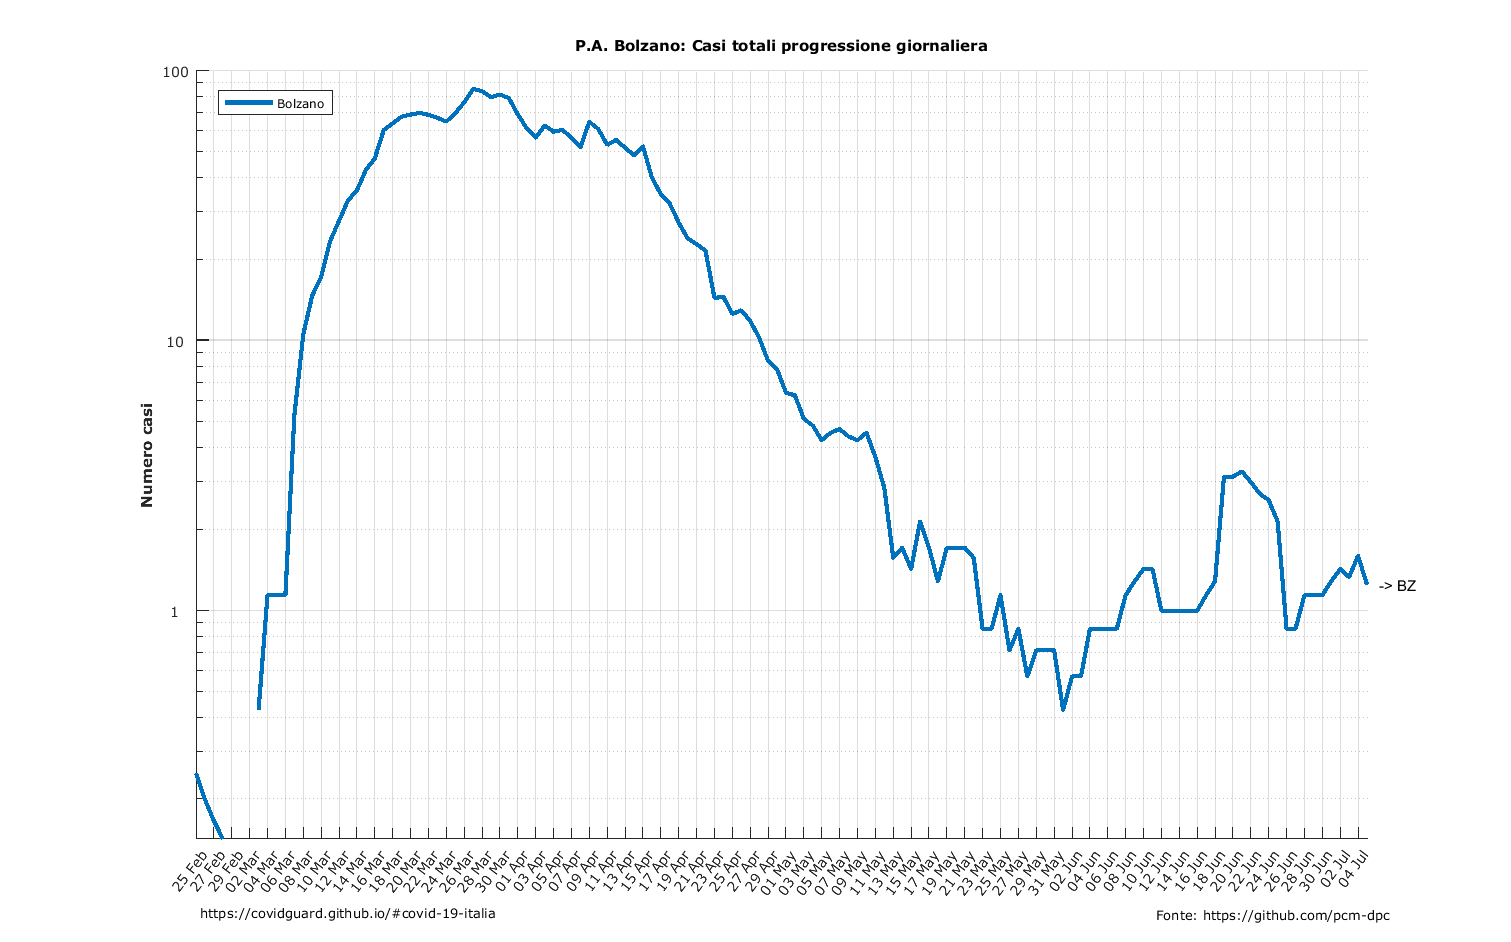 P.A. Bolzano: Casi totali progressione giornaliera
100
Bolzano
10
Numero casi
1
-> BZ
25 Feb
27 Feb
29 Feb
02 Mar
04 Mar
06 Mar
08 Mar
10 Mar
12 Mar
14 Mar
16 Mar
18 Mar
20 Mar
22 Mar
24 Mar
26 Mar
28 Mar
30 Mar
01 Apr
03 Apr
05 Apr
07 Apr
09 Apr
11 Apr
13 Apr
15 Apr
17 Apr
19 Apr
21 Apr
23 Apr
25 Apr
27 Apr
29 Apr
01 May
03 May
05 May
07 May
09 May
11 May
13 May
15 May
17 May
19 May
21 May
23 May
25 May
27 May
29 May
31 May
02 Jun
04 Jun
06 Jun
08 Jun
10 Jun
12 Jun
14 Jun
16 Jun
18 Jun
20 Jun
22 Jun
24 Jun
26 Jun
28 Jun
30 Jun
02 Jul
04 Jul
https://covidguard.github.io/#covid-19-italia
Fonte: https://github.com/pcm-dpc